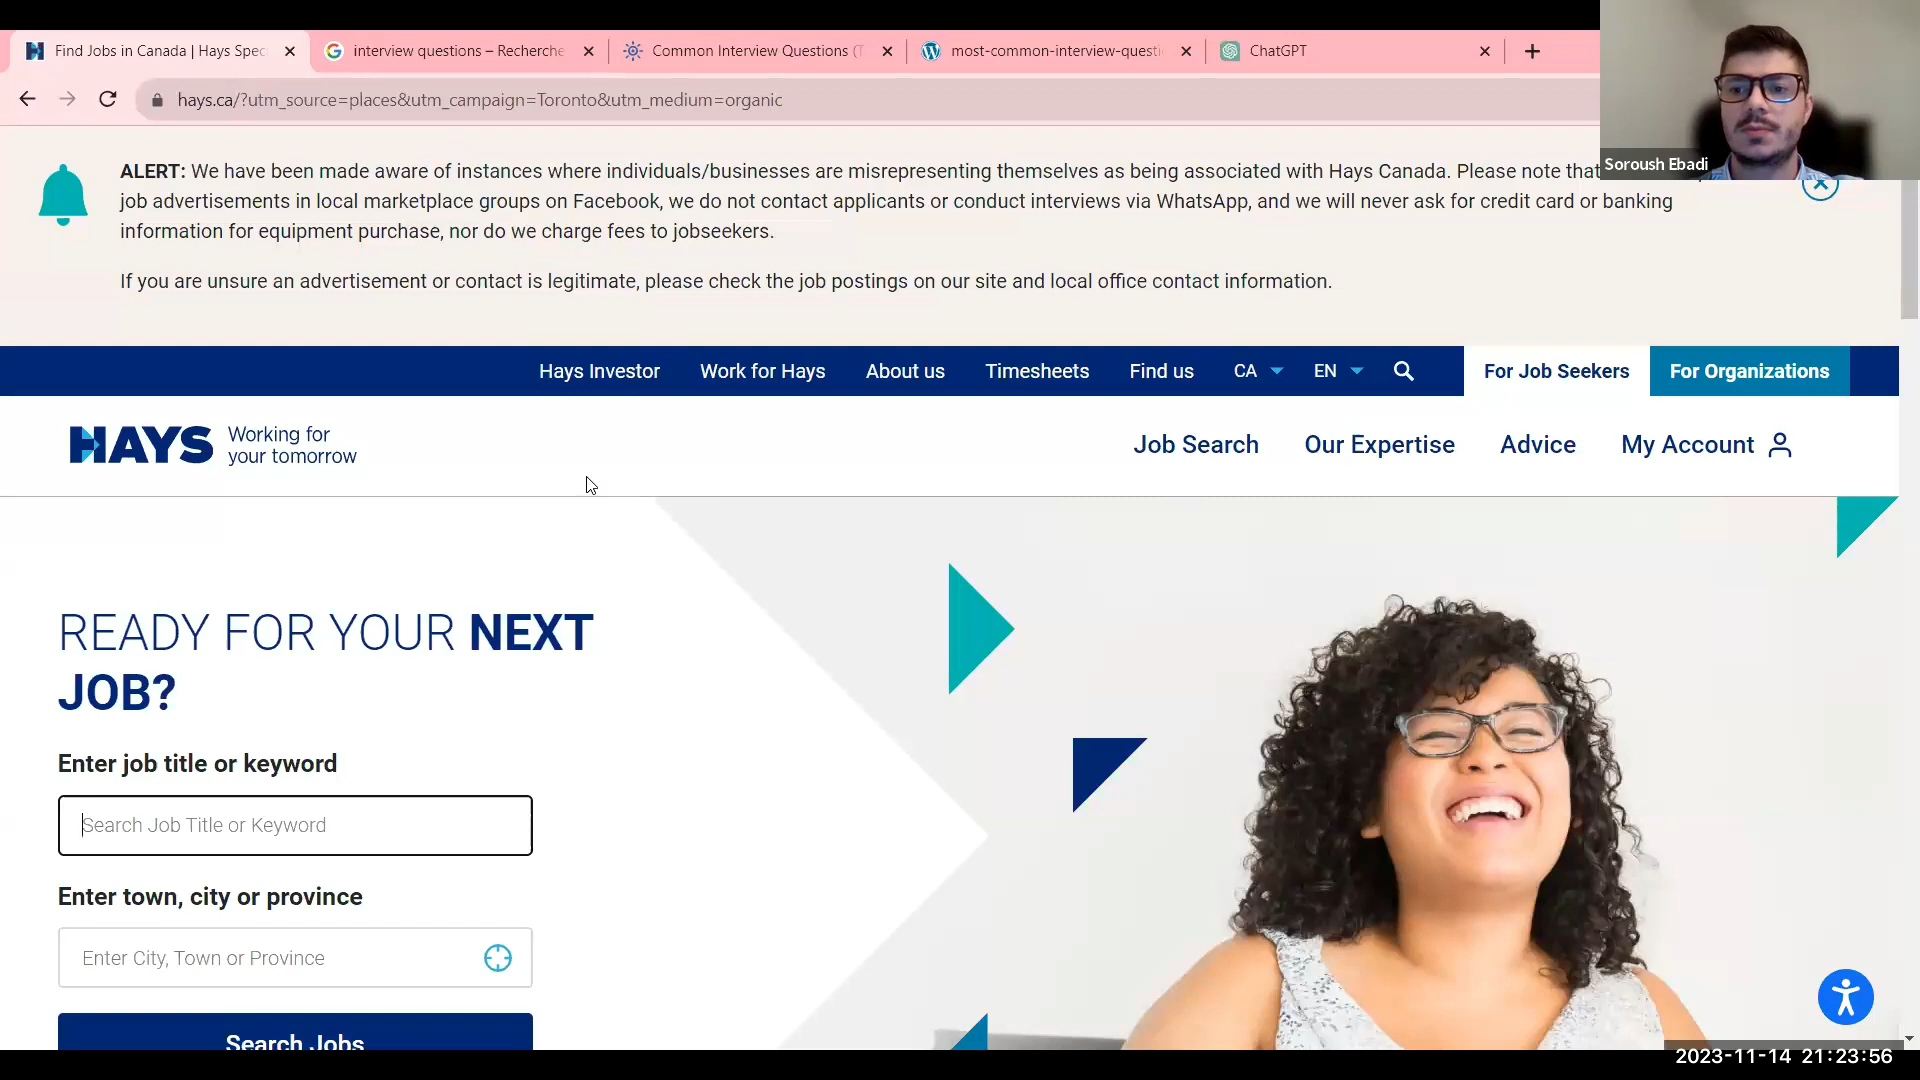 Find Jobs in Canada | Hays Spec
interview questions – Recherche
Common Interview Questions (T
most-common-interview-questi
ChatGPT
hays.ca/?utm_source=places&utm_campaign=Toronto&utm_medium=organic
Soroush Ebadi
ALERT: We have been made aware of instances where individuals/businesses are misrepresenting themselves as being associated with Hays Canada. Please note that
job advertisements in local marketplace groups on Facebook, we do not contact applicants or conduct interviews via WhatsApp, and we will never ask for credit card or banking
information for equipment purchase, nor do we charge fees to jobseekers.
If you are unsure an advertisement or contact is legitimate, please check the job postings on our site and local office contact information.
Hays Investor Work for Hays About us Timesheets Find us CA EN For Job Seekers For Organizations
HAYS Working for
your tomorrow
Job Search Our Expertise Advice My Account
READY FOR YOUR NEXT
JOB?
Enter job title or keyword
Search Job Title or Keyword
Enter town, city or province
Enter City, Town or Province
Search Jobs
2023-11-14 21:23:56